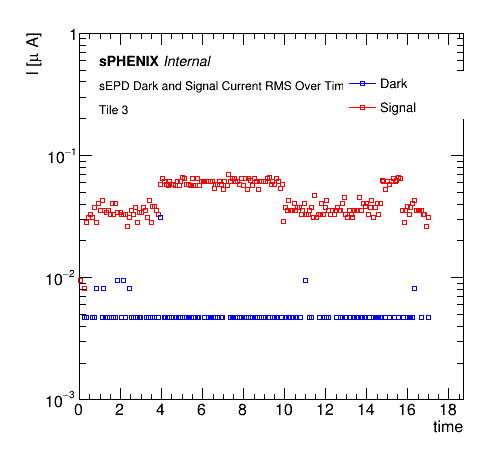 I [μ A]
1
sPHENIX Internal
sEPD Dark and Signal Current RMS Over Tim
Tile 3
Dark
Signal
10⁻¹
10⁻²
10⁻³
0 2 4 6 8 10 12 14 16 18
time